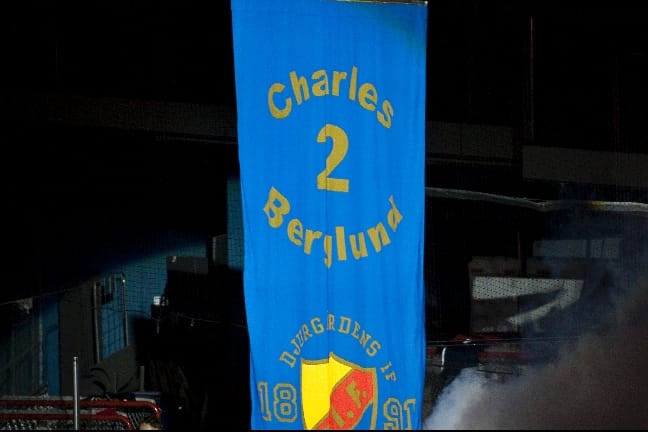 Charles
2
Berglund
DJURGÅRDENS IF
18 91
I.F.